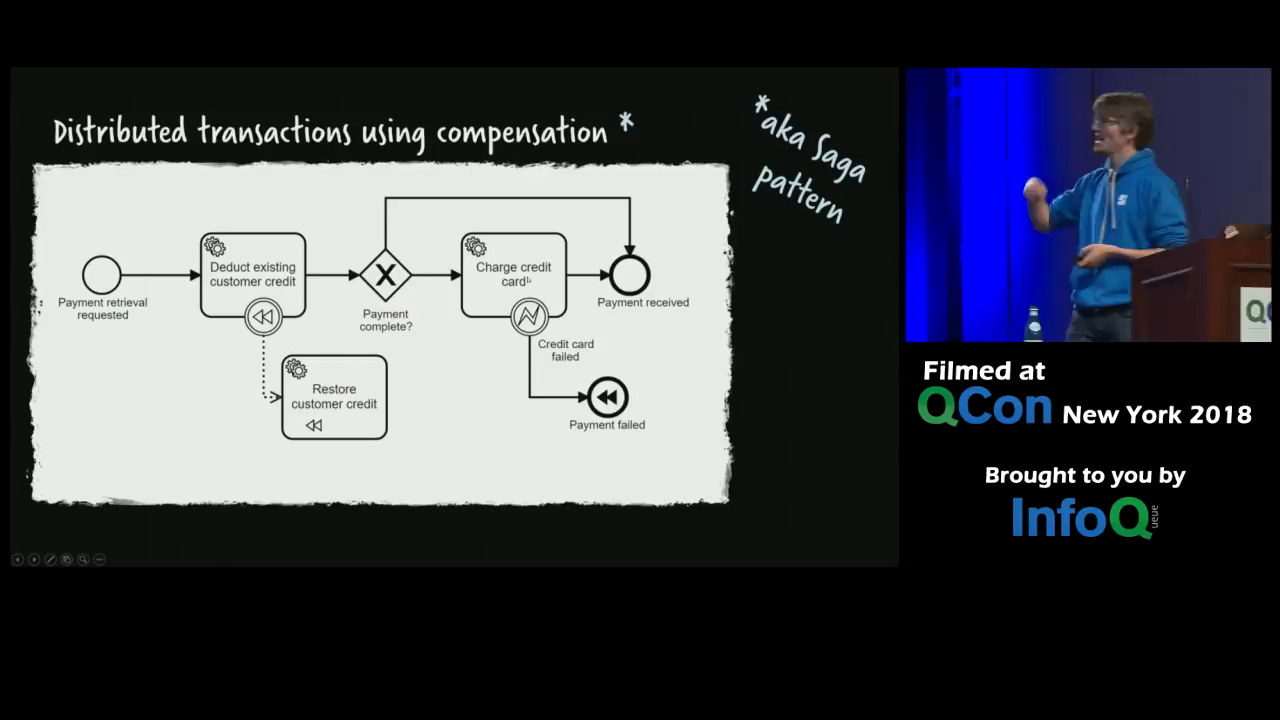 Distributed transactions using compensation *
*aka Saga
pattern
Deduct existing
customer credit
Charge credit
card
Payment retrieval
requested
Payment
complete?
Payment received
Credit card
failed
Restore
customer credit
Payment failed
Filmed at
QCon New York 2018
Brought to you by
InfoQ
ueue